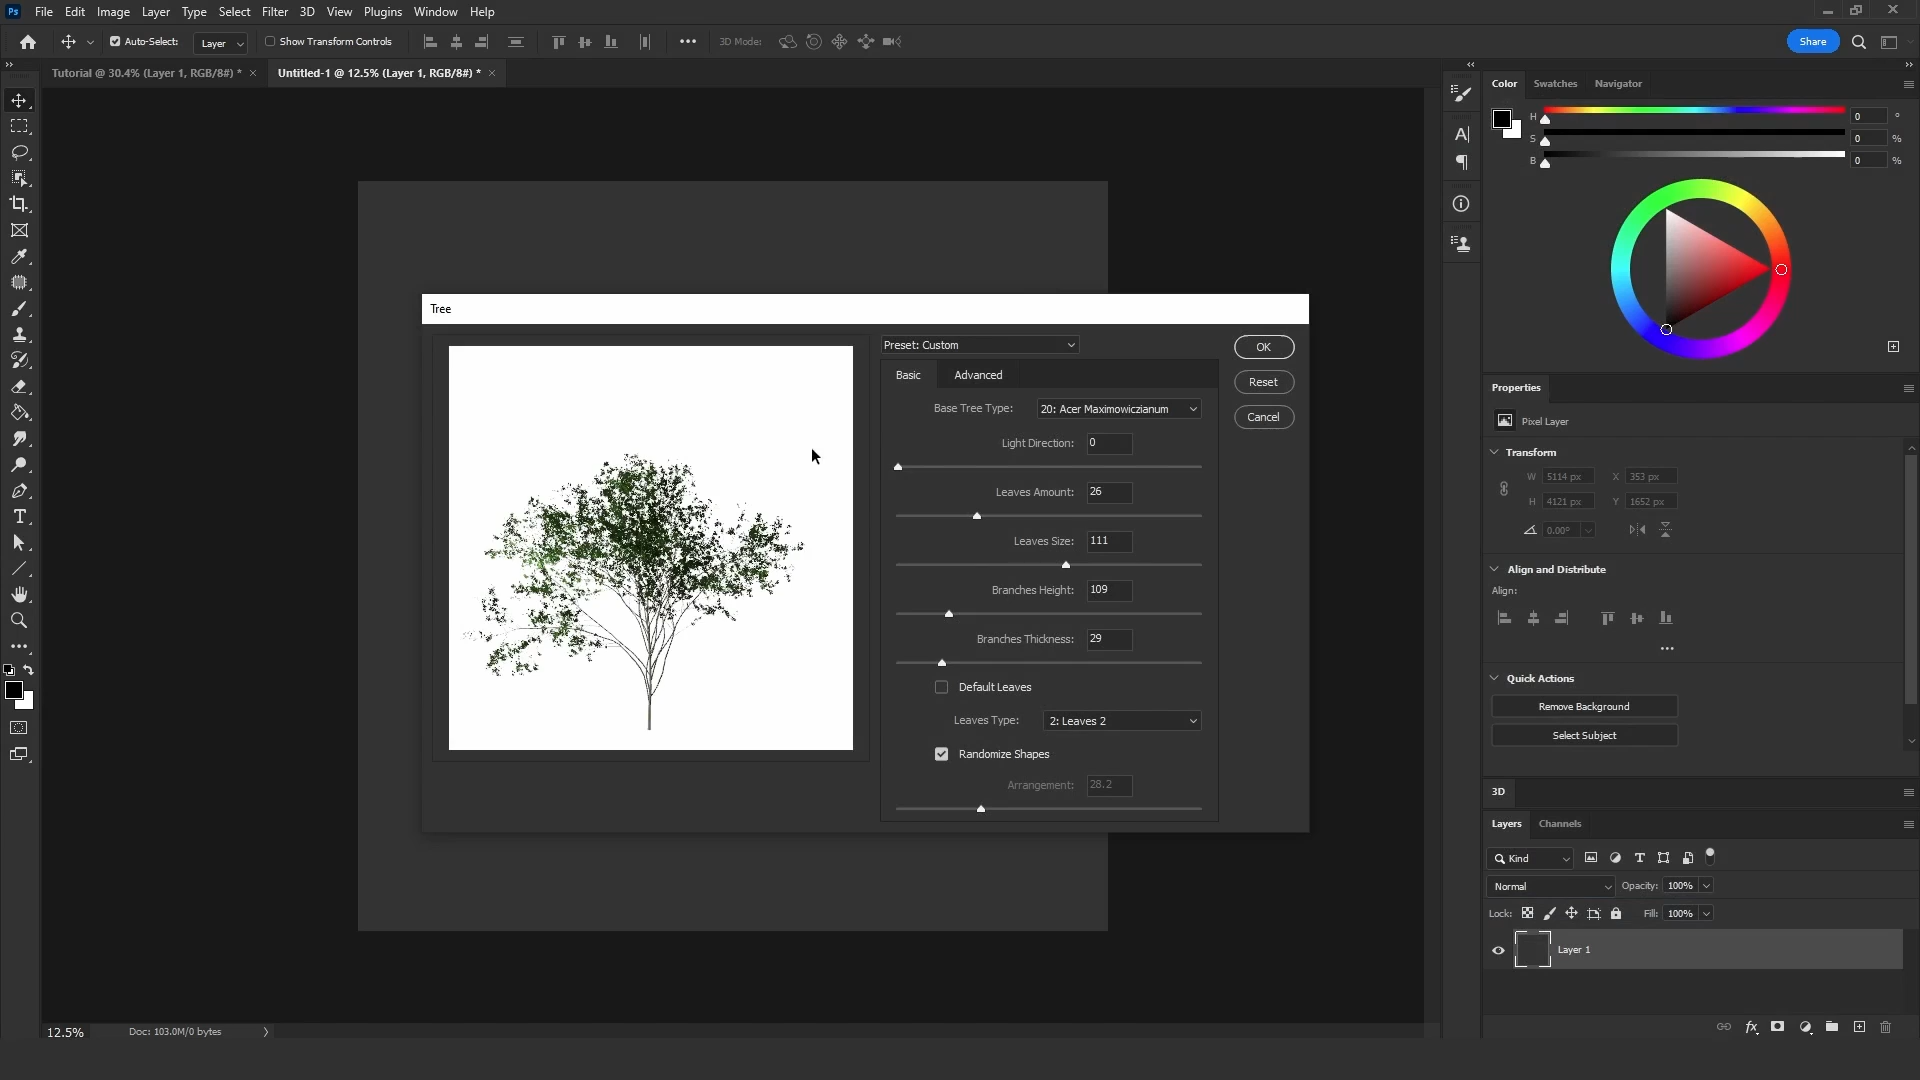 Ps File Edit Image Layer Type Select Filter 3D View Plugins Window Help
Auto-Select: Layer Show Transform Controls ••• 3D Mode: Share
Tutorial @ 30.4% (Layer 1, RGB/8#) * × Untitled-1 @ 12.5% (Layer 1, RGB/8#) * ×
Tree
Preset: Custom
Basic Advanced
Base Tree Type: 20: Acer Maximowiczianum
Light Direction: 0
Leaves Amount: 26
Leaves Size: 111
Branches Height: 109
Branches Thickness: 29
Default Leaves
Leaves Type: 2: Leaves 2
Randomize Shapes
Arrangement: 28.2
OK
Reset
Cancel
Color Swatches Navigator
H 0 °
S 0 %
B 0 %
Properties
Pixel Layer
Transform
W 5114 px X 353 px
H 4121 px Y 1652 px
0.00°
Align and Distribute
Align:
•••
Quick Actions
Remove Background
Select Subject
3D
Layers Channels
Kind
Normal Opacity: 100%
Lock: Fill: 100%
Layer 1
fx
12.5% Doc: 103.0M/0 bytes